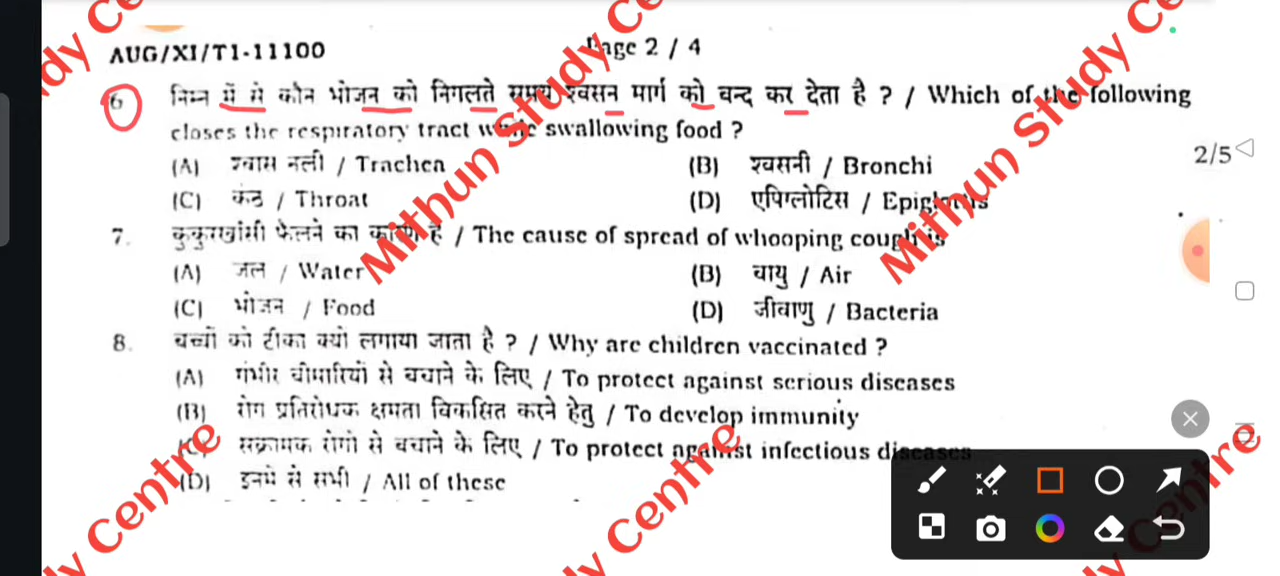 AUG/XI/T1-11100 Page 2 / 4
6 निम्न में से कौन भोजन को निगलते समय श्वसन मार्ग को बन्द कर देता है ? / Which of the following
closes the respiratory tract while swallowing food ?
(A) श्वास नली / Trachea (B) श्वसनी / Bronchi
2/5
(C) कंठ / Throat (D) एपिग्लोटिस / Epiglottis
7. कुकुरखांसी फैलने का कारण है / The cause of spread of whooping cough is
(A) जल / Water (B) वायु / Air
(C) भोजन / Food (D) जीवाणु / Bacteria
8. बच्चों को टीका क्यों लगाया जाता है ? / Why are children vaccinated ?
(A) गंभीर बीमारियों से बचाने के लिए / To protect against serious diseases
(B) रोग प्रतिरोधक क्षमता विकसित करने हेतु / To develop immunity
(C) सक्रामक रोगो से बचाने के लिए / To protect against infectious diseases
(D) इनमे से सभी / All of these
Mithun Study Centre
Mithun Study Centre